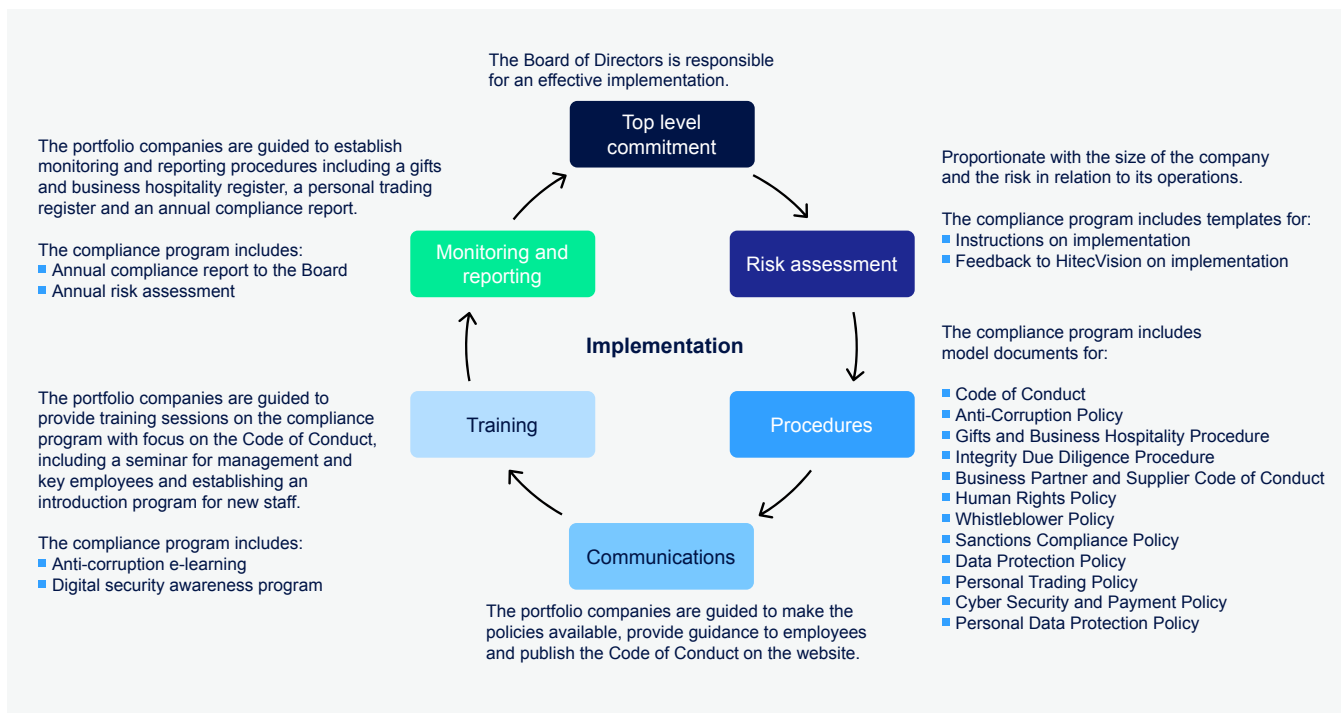 The Board of Directors is responsible
for an effective implementation.
Top level
commitment
Proportionate with the size of the company
and the risk in relation to its operations.
The compliance program includes templates for:
Instructions on implementation
Feedback to HitecVision on implementation
Risk assessment
The compliance program includes
model documents for:
Code of Conduct
Anti-Corruption Policy
Gifts and Business Hospitality Procedure
Integrity Due Diligence Procedure
Business Partner and Supplier Code of Conduct
Human Rights Policy
Whistleblower Policy
Sanctions Compliance Policy
Data Protection Policy
Personal Trading Policy
Cyber Security and Payment Policy
Personal Data Protection Policy
Procedures
Communications
The portfolio companies are guided to make the
policies available, provide guidance to employees
and publish the Code of Conduct on the website.
Training
The portfolio companies are guided to
provide training sessions on the compliance
program with focus on the Code of Conduct,
including a seminar for management and
key employees and establishing an
introduction program for new staff.
The compliance program includes:
Anti-corruption e-learning
Digital security awareness program
Monitoring and
reporting
The portfolio companies are guided to establish
monitoring and reporting procedures including a gifts
and business hospitality register, a personal trading
register and an annual compliance report.
The compliance program includes:
Annual compliance report to the Board
Annual risk assessment
Implementation